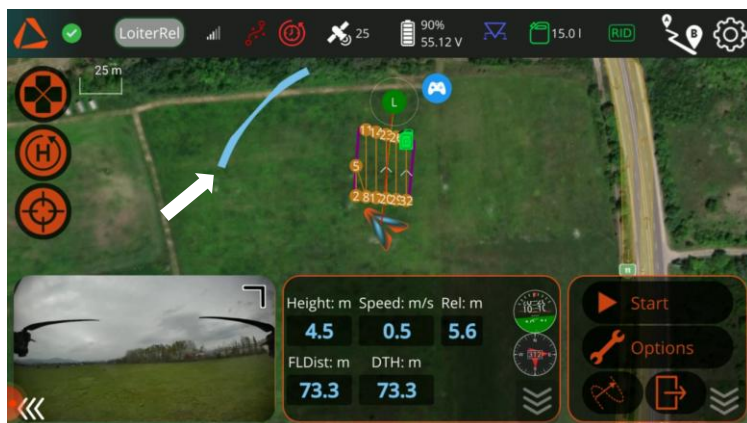 LoiterRel
25
90%
55.12 V
15.0 l
RID
A
B
25 m
H
L
5
Height: m Speed: m/s Rel: m
4.5 0.5 5.6
FLDist: m DTH: m
73.3 73.3
Start
Options